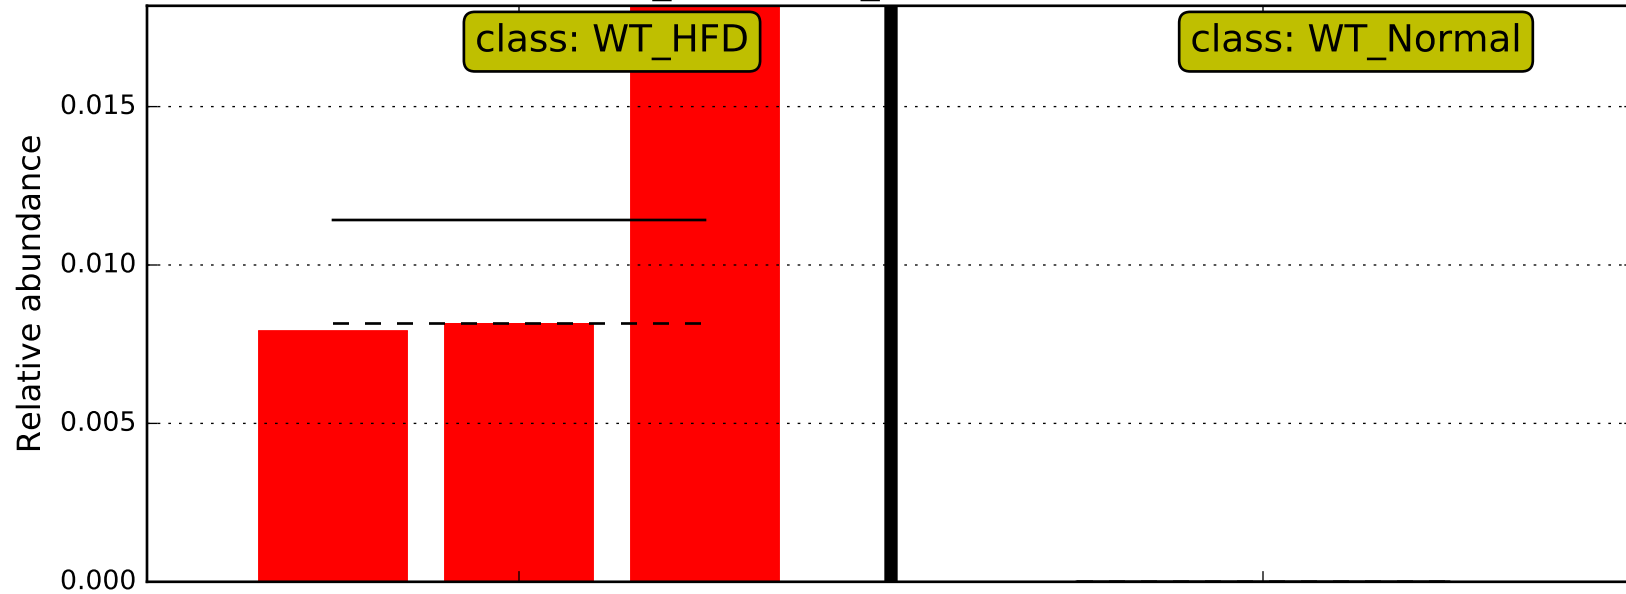 class: WT_HFD
class: WT_Normal
0.015
0.010
0.005
0.000
Relative abundance